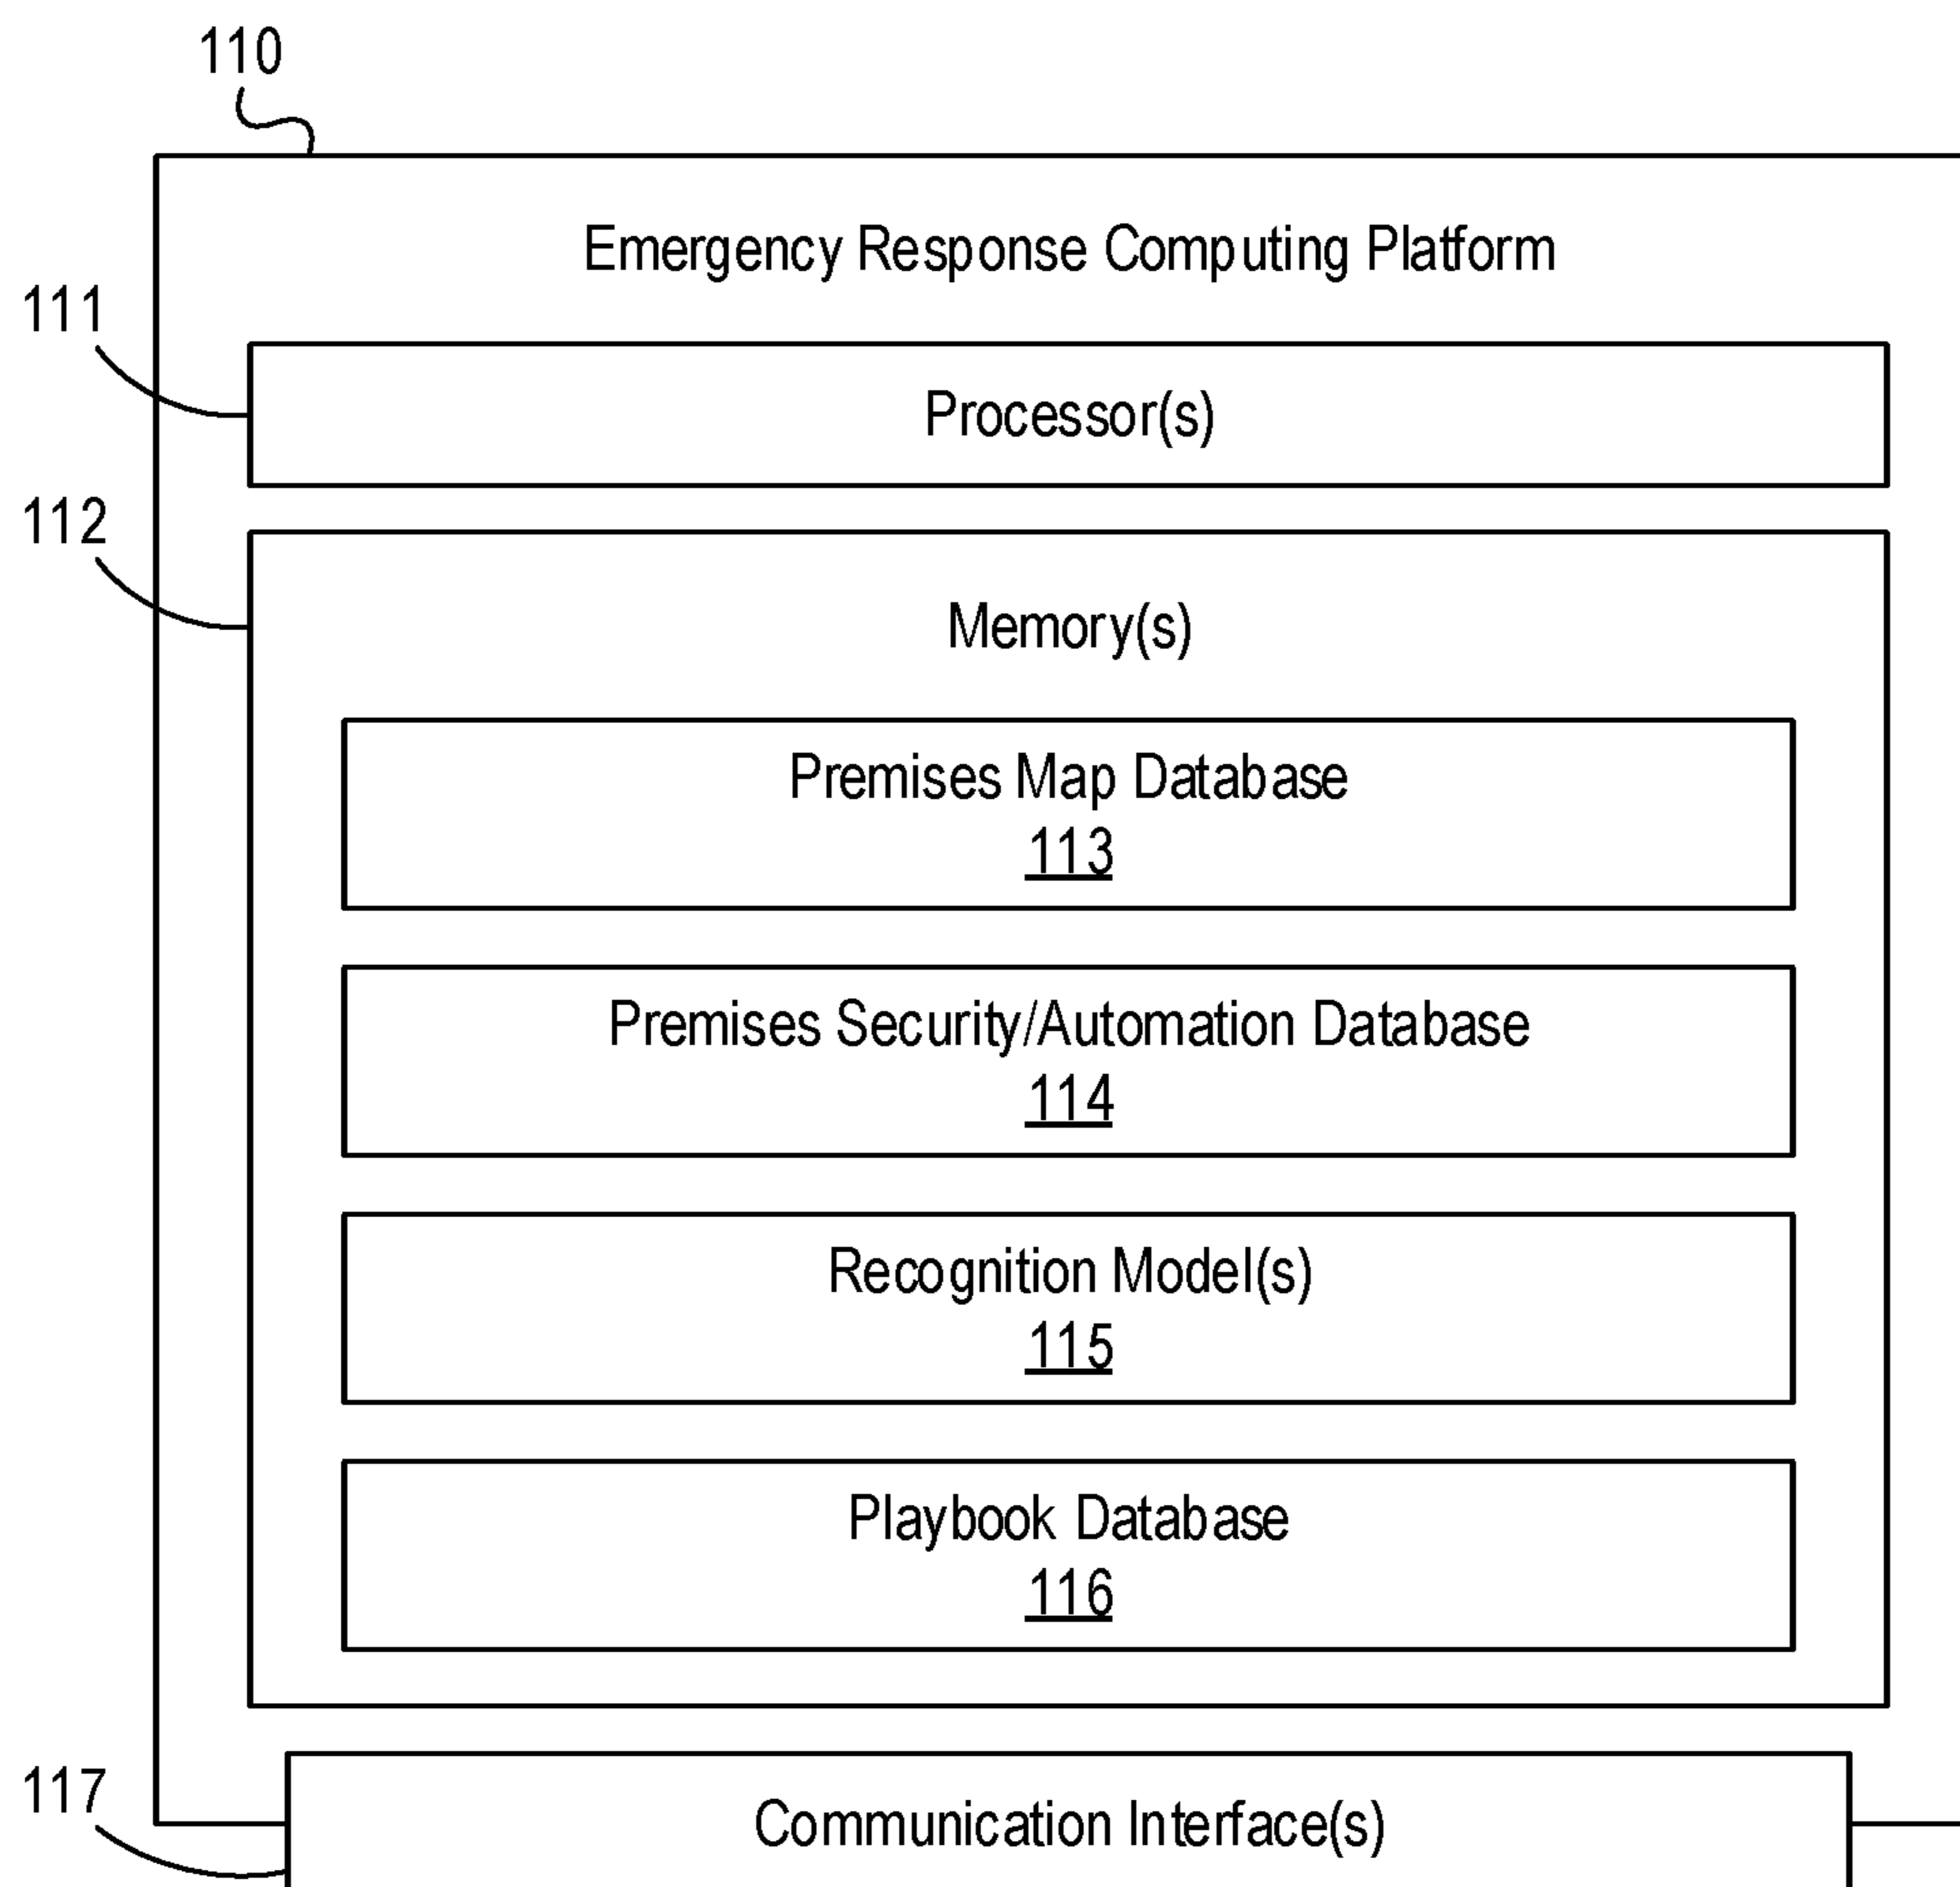 110
Emergency Response Computing Platform
111
Processor(s)
112
Memory(s)
Premises Map Database
113
Premises Security/Automation Database
114
Recognition Model(s)
115
Playbook Database
116
117
Communication Interface(s)